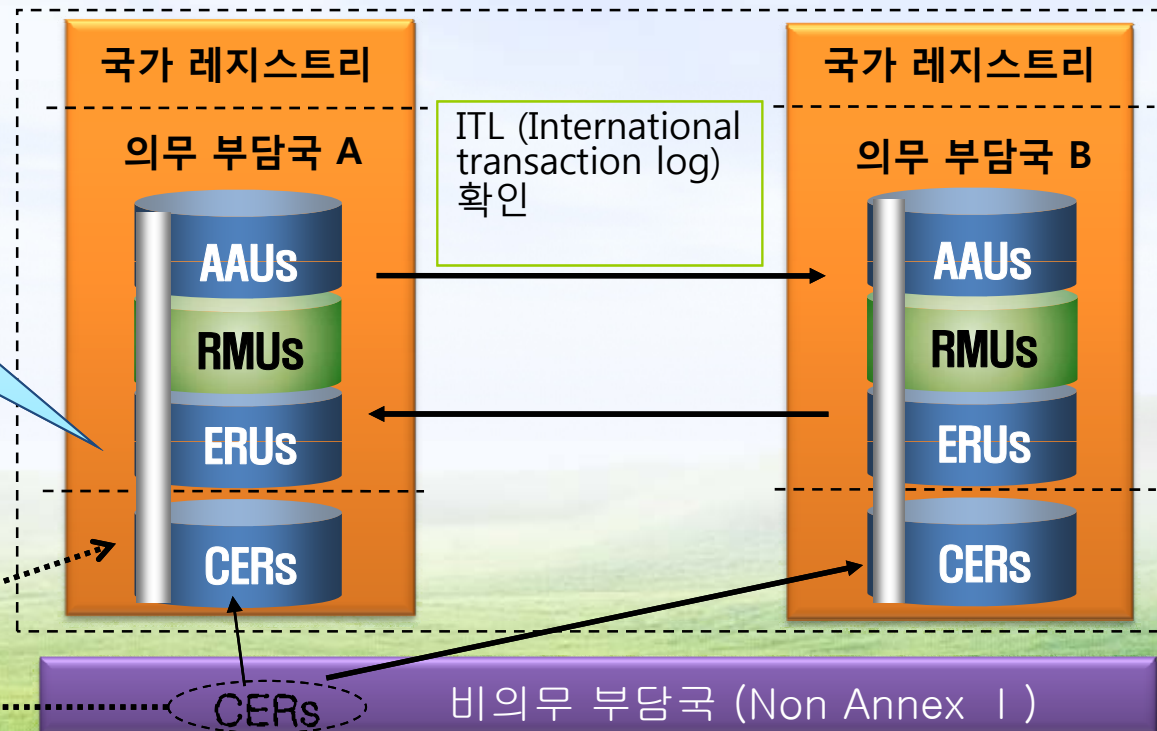 국가 레지스트리
의무 부담국 A
AAUs
RMUs
ERUs
CERs
ITL (International
transaction log)
확인
국가 레지스트리
의무 부담국 B
AAUs
RMUs
ERUs
CERs
CERs
비의무 부담국 (Non Annex Ⅰ)